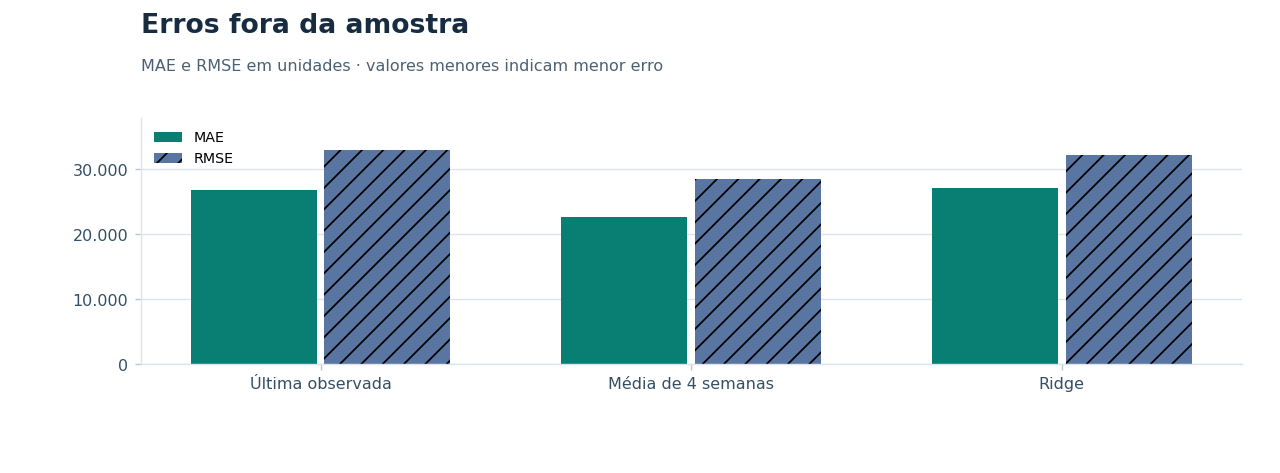 Erros fora da amostra
MAE e RMSE em unidades · valores menores indicam menor erro
MAE
RMSE
30.000
20.000
10.000
0
Última observada
Média de 4 semanas
Ridge